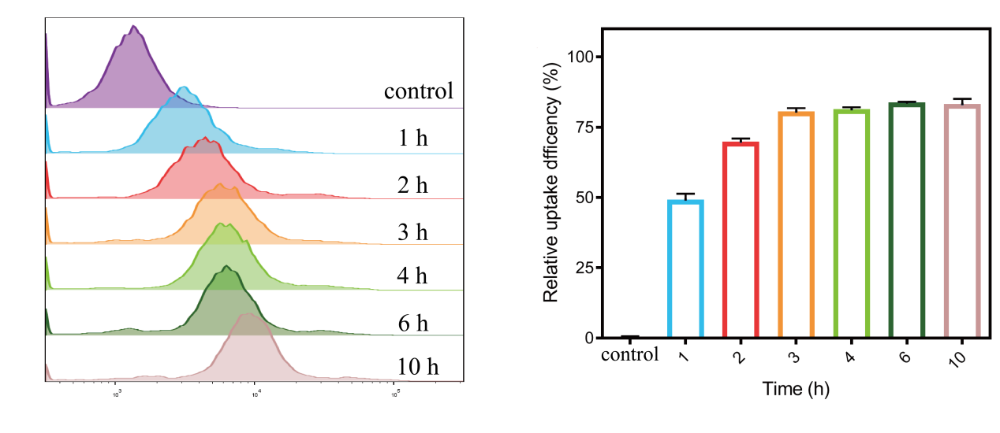 control
1 h
2 h
3 h
4 h
6 h
10 h
10³ 10⁴ 10⁵
Relative uptake dfficency (%)
100
75
50
25
0
control 1 2 3 4 6 10
Time (h)